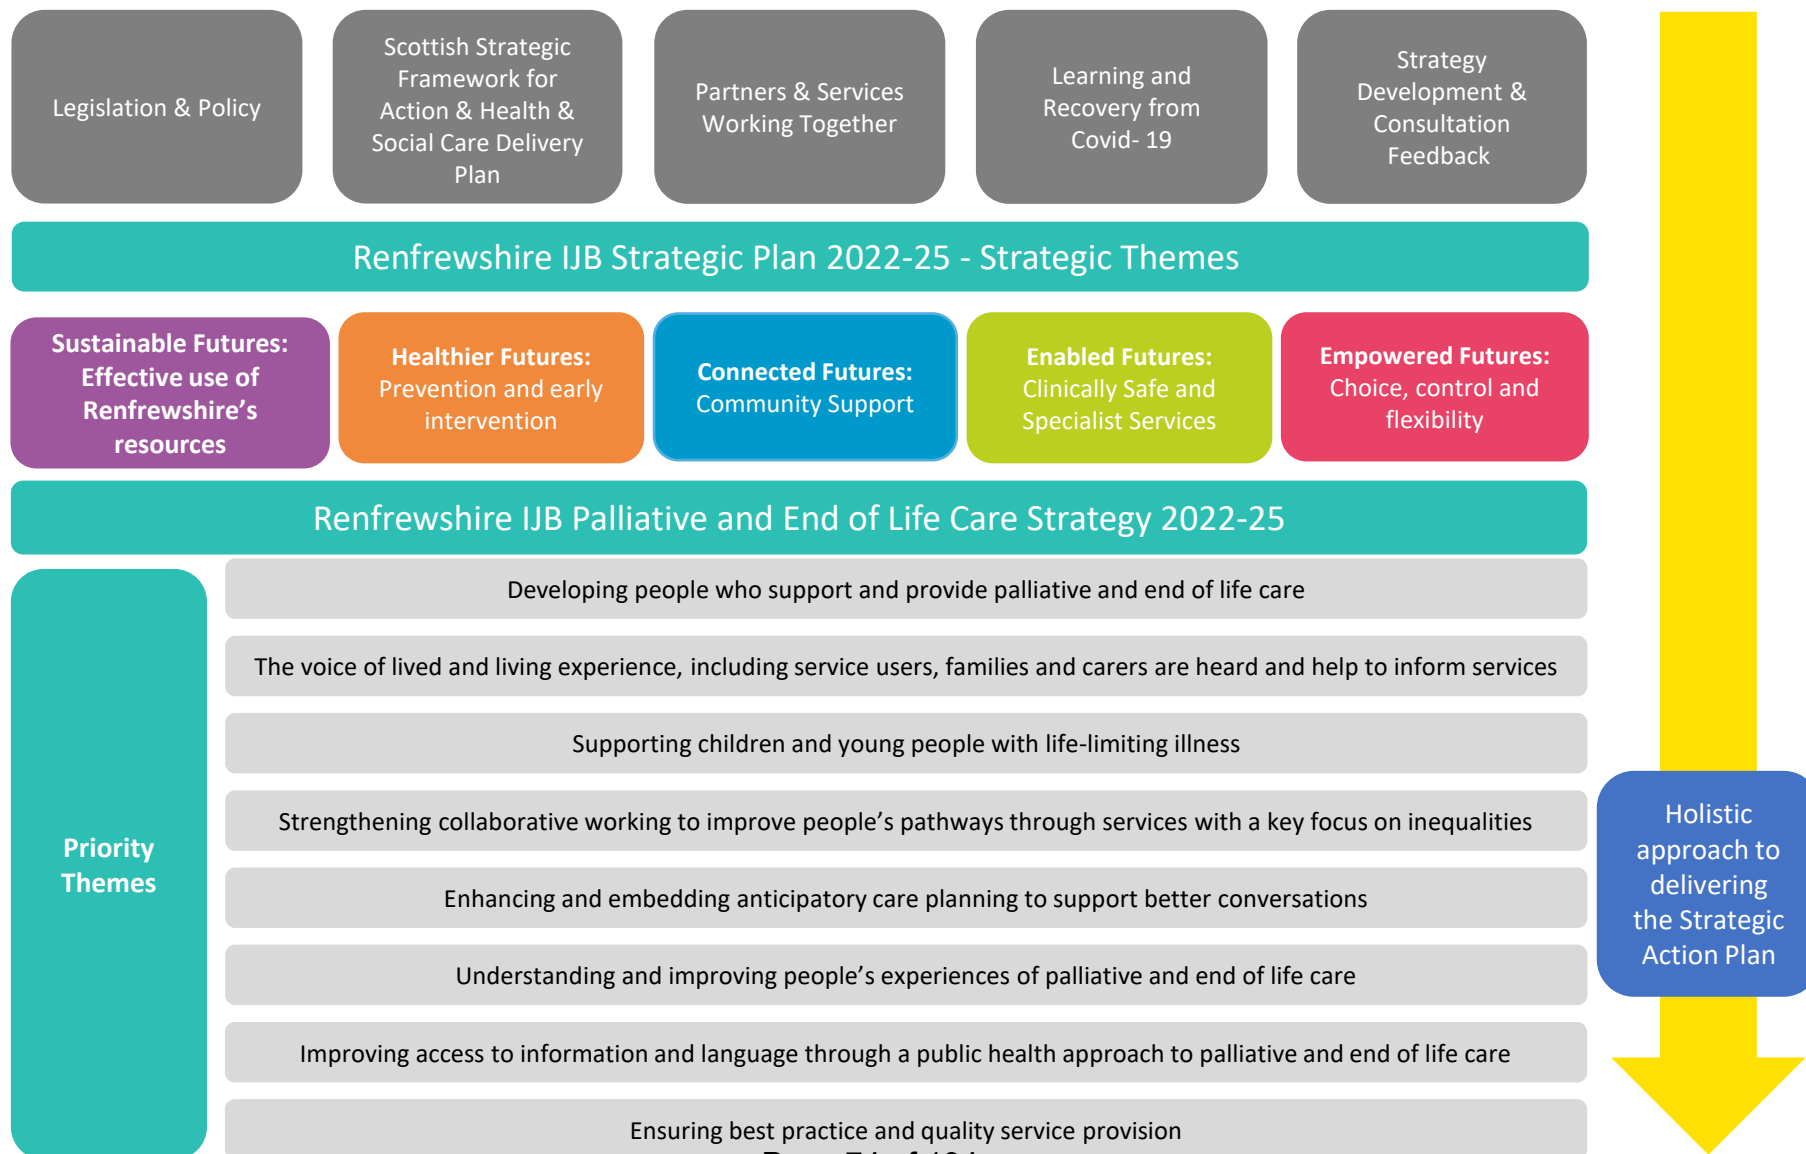 Legislation & Policy
Scottish Strategic
Framework for
Action & Health &
Social Care Delivery
Plan
Partners & Services
Working Together
Learning and
Recovery from
Covid- 19
Strategy
Development &
Consultation
Feedback
Renfrewshire IJB Strategic Plan 2022-25 - Strategic Themes
Sustainable Futures:
Effective use of
Renfrewshire's
resources
Healthier Futures:
Prevention and early
intervention
Connected Futures:
Community Support
Enabled Futures:
Clinically Safe and
Specialist Services
Empowered Futures:
Choice, control and
flexibility
Renfrewshire IJB Palliative and End of Life Care Strategy 2022-25
Priority
Themes
Developing people who support and provide palliative and end of life care
The voice of lived and living experience, including service users, families and carers are heard and help to inform services
Supporting children and young people with life-limiting illness
Strengthening collaborative working to improve people's pathways through services with a key focus on inequalities
Enhancing and embedding anticipatory care planning to support better conversations
Understanding and improving people's experiences of palliative and end of life care
Improving access to information and language through a public health approach to palliative and end of life care
Ensuring best practice and quality service provision
Holistic
approach to
delivering
the Strategic
Action Plan